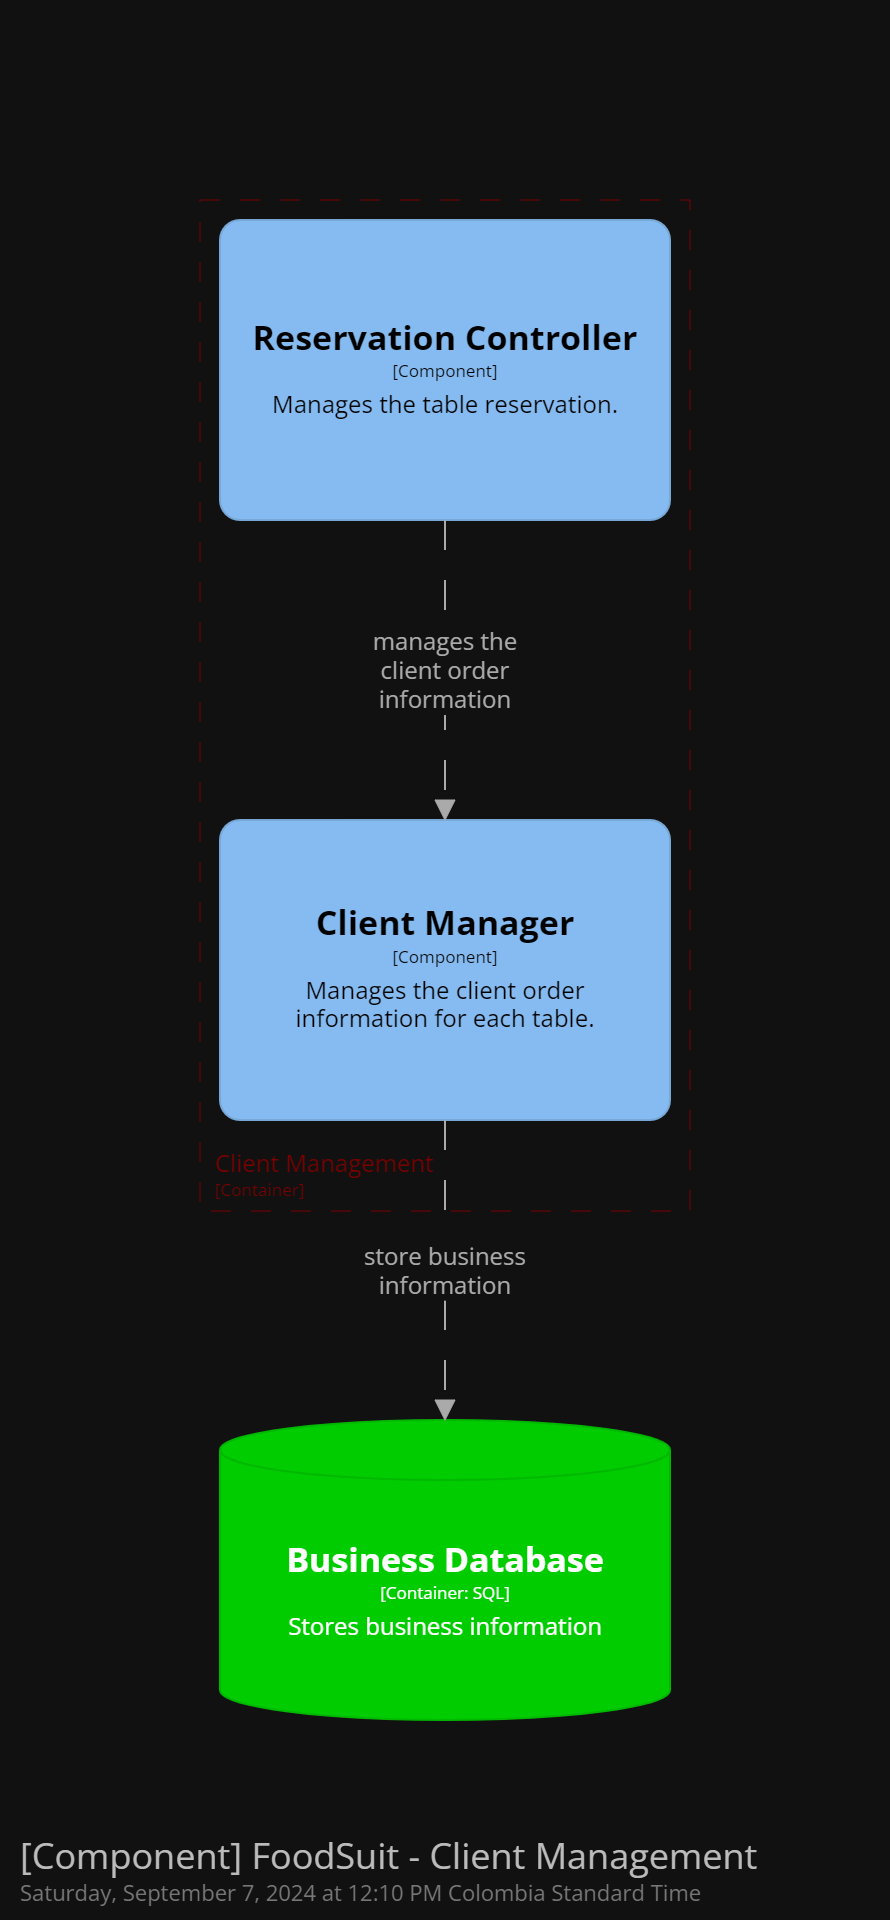 Reservation Controller
[Component]
Manages the table reservation.
manages the
client order
information
Client Manager
[Component]
Manages the client order
information for each table.
Client Management
[Container]
store business
information
Business Database
[Container: SQL]
Stores business information
[Component] FoodSuit - Client Management
Saturday, September 7, 2024 at 12:10 PM Colombia Standard Time